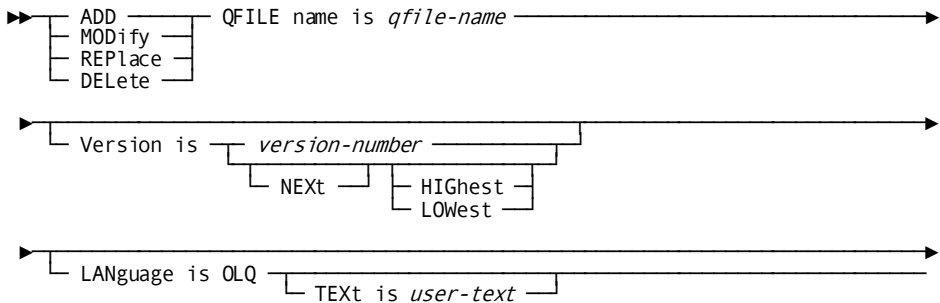 ADD QFILE name is qfile-name
MODify
REPlace
DELete
Version is version-number
NEXt HIGhest
LOWest
LANguage is OLQ
TEXt is user-text